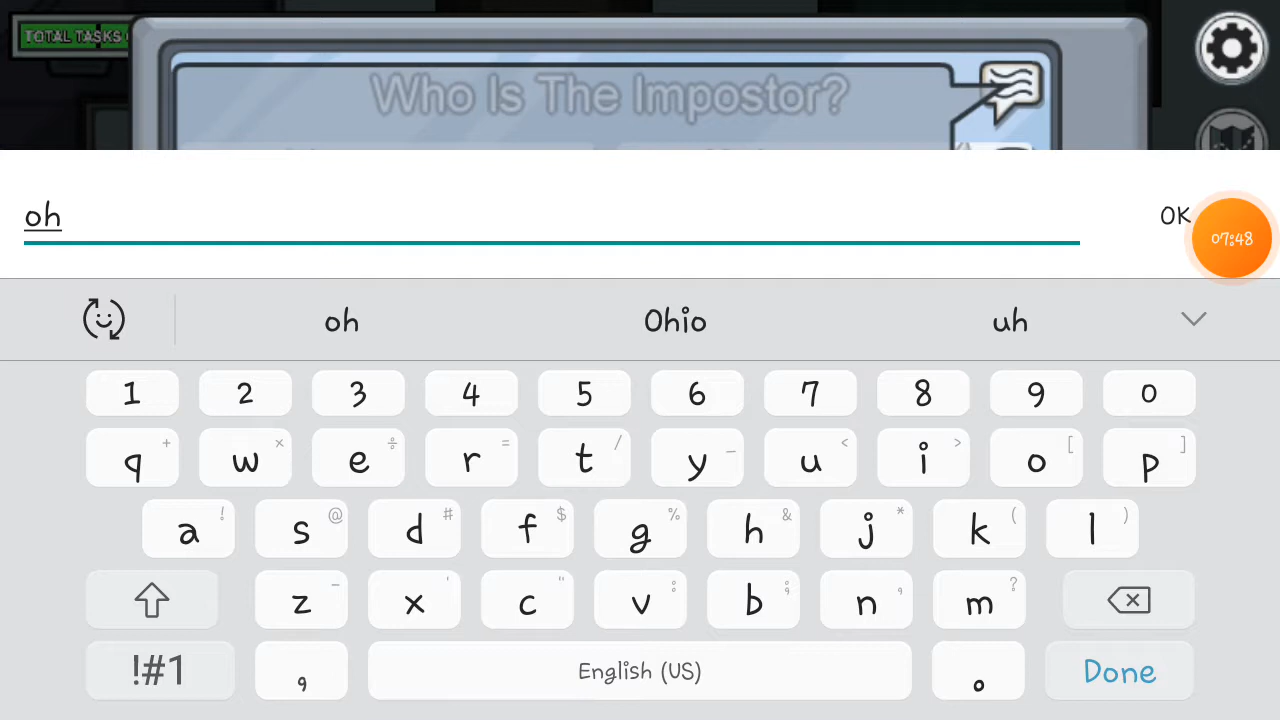 TOTAL TASKS
Who Is The Impostor?
oh
OK
07:48
oh Ohio uh
1 2 3 4 5 6 7 8 9 0
q + w × e ÷ r = t / y _ u < i > o [ p ]
a ! s @ d # f $ g % h & j * k ( l )
z - x ' c " v : b ; n , m ?
!#1 , English (US) . Done